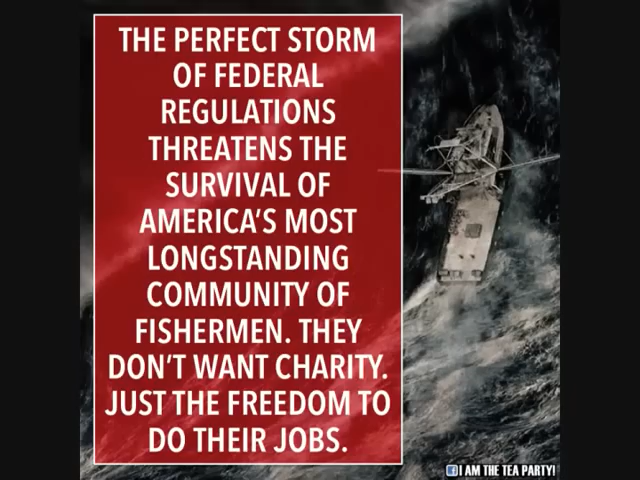 THE PERFECT STORM
OF FEDERAL
REGULATIONS
THREATENS THE
SURVIVAL OF
AMERICA'S MOST
LONGSTANDING
COMMUNITY OF
FISHERMEN. THEY
DON'T WANT CHARITY.
JUST THE FREEDOM TO
DO THEIR JOBS.
I AM THE TEA PARTY!